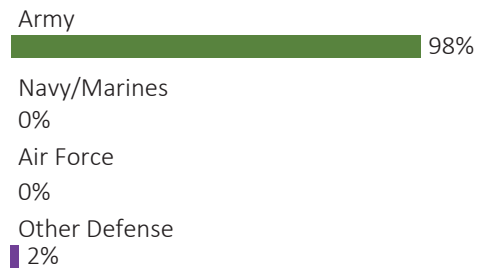 Army
98%
Navy/Marines
0%
Air Force
0%
Other Defense
2%